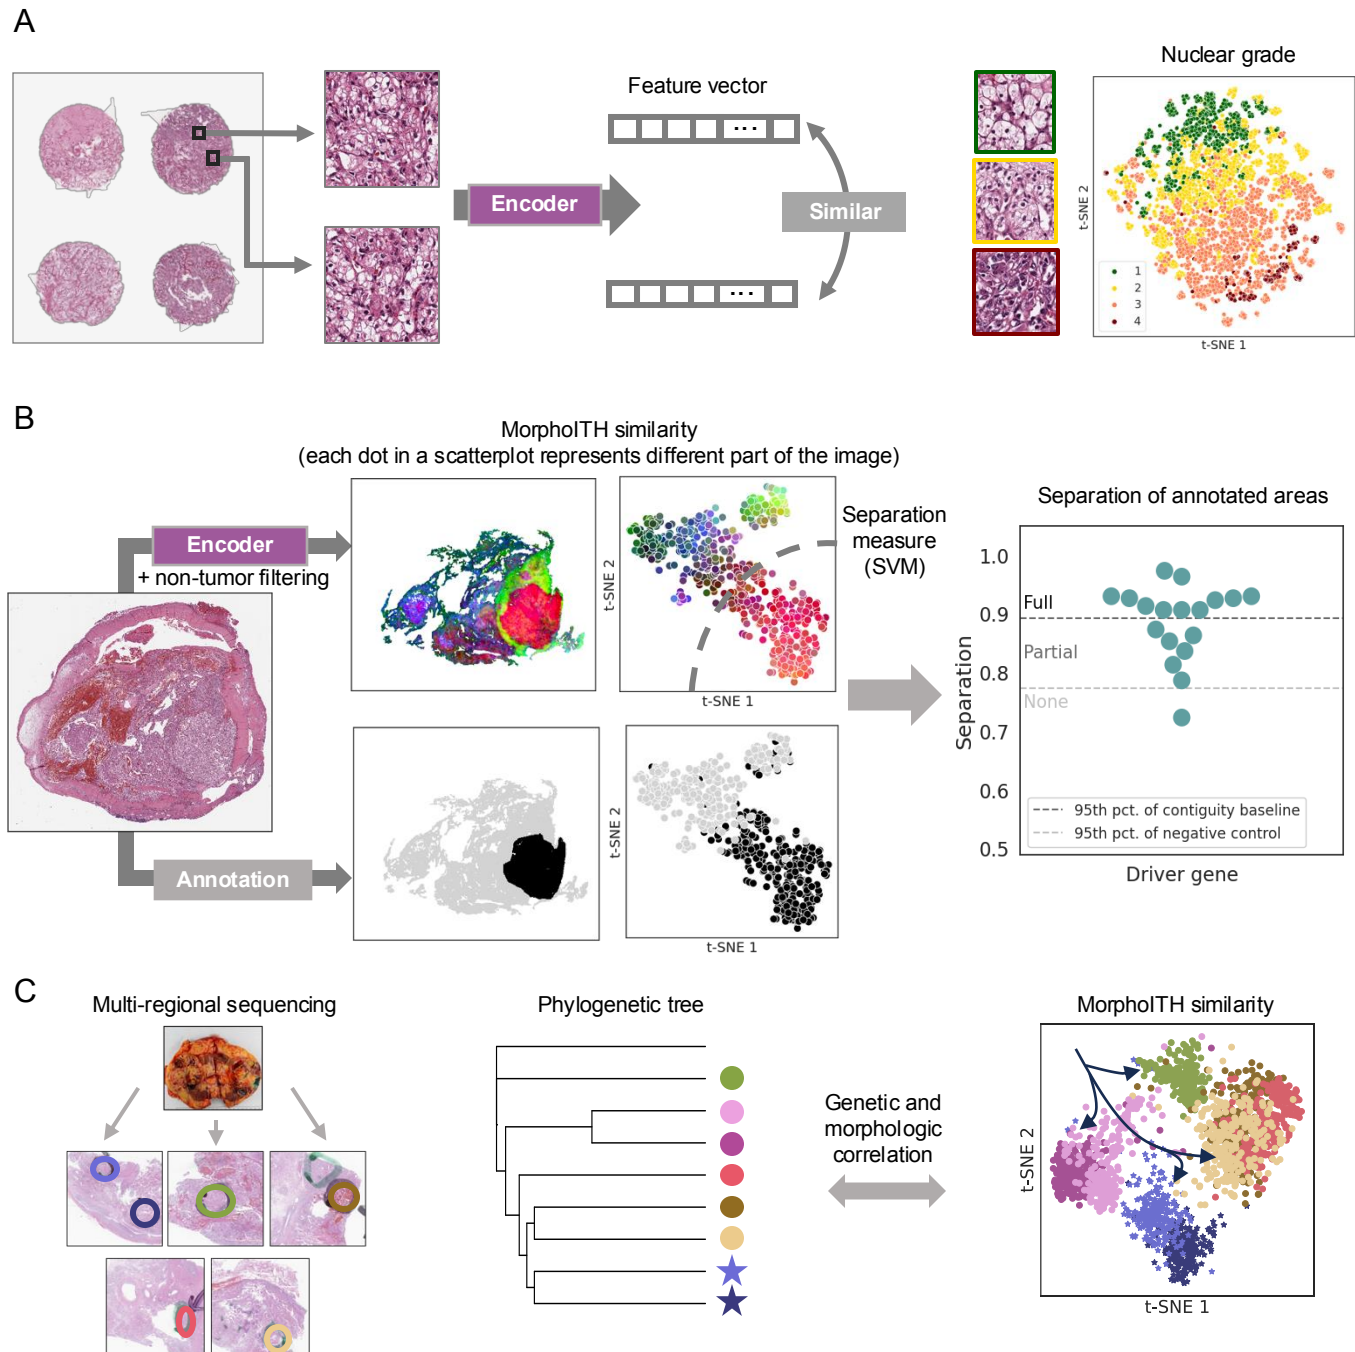 A
Nuclear grade
Feature vector
...
Encoder
Similar
...
t-SNE 2
1
2
3
4
t-SNE 1
B
MorphoITH similarity
(each dot in a scatterplot represents different part of the image)
Encoder
+ non-tumor filtering
t-SNE 2
t-SNE 1
Separation
measure
(SVM)
Separation of annotated areas
Separation
1.0
0.9
0.8
0.7
0.6
0.5
Full
Partial
None
95th pct. of contiguity baseline
95th pct. of negative control
Driver gene
Annotation
t-SNE 2
t-SNE 1
C
Multi-regional sequencing
Phylogenetic tree
Genetic and
morphologic
correlation
MorphoITH similarity
t-SNE 2
t-SNE 1